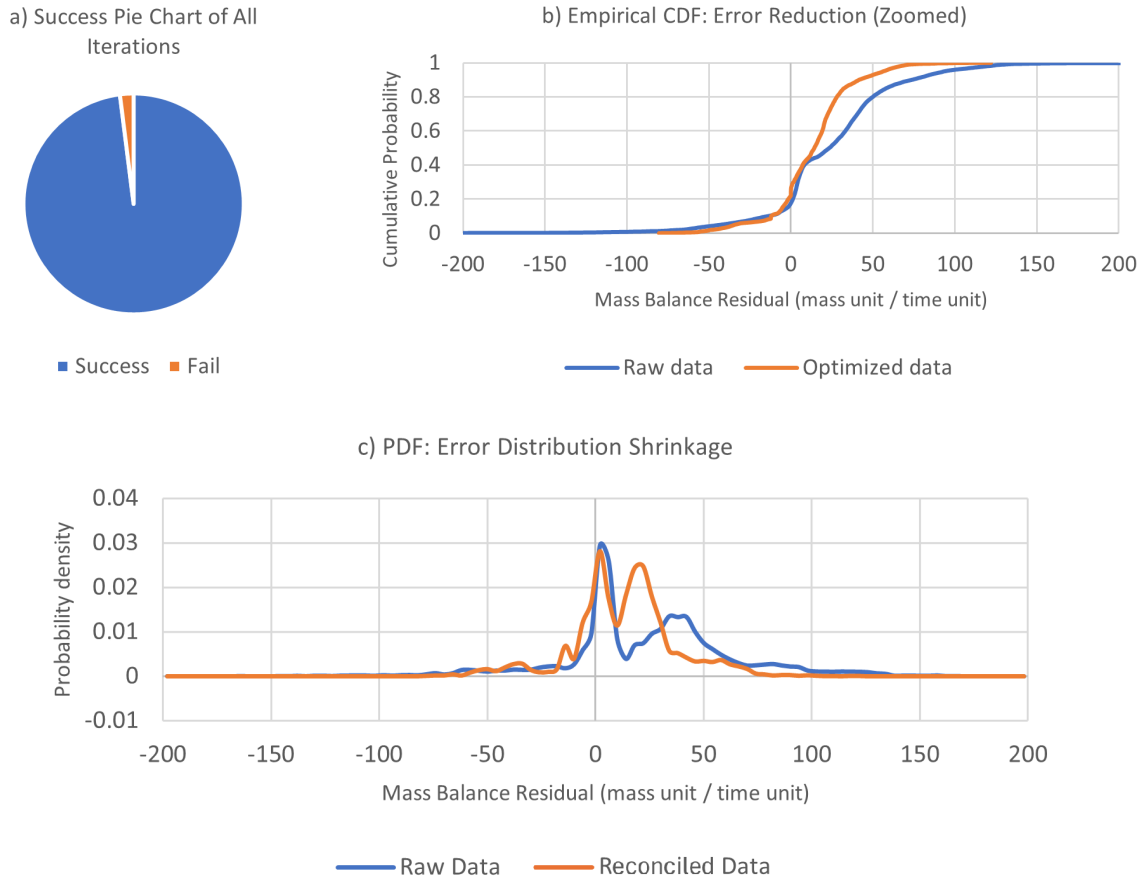 a) Success Pie Chart of All
Iterations
Success
Fail
b) Empirical CDF: Error Reduction (Zoomed)
Cumulative Probability
1
0.8
0.6
0.4
0.2
0
-200
-150
-100
-50
0
50
100
150
200
Mass Balance Residual (mass unit / time unit)
Raw data
Optimized data
c) PDF: Error Distribution Shrinkage
Probability density
0.04
0.03
0.02
0.01
0
-0.01
-200
-150
-100
-50
0
50
100
150
200
Mass Balance Residual (mass unit / time unit)
Raw Data
Reconciled Data